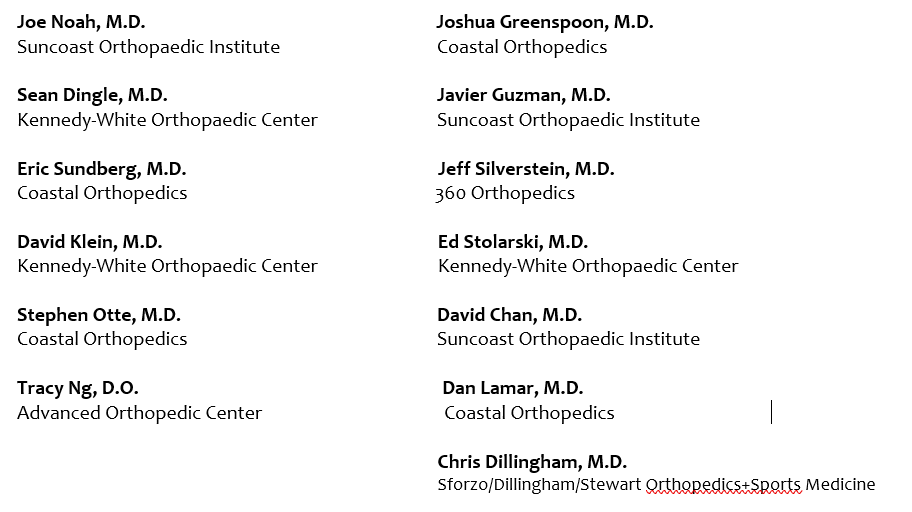 Joe Noah, M.D.
Suncoast Orthopaedic Institute
Sean Dingle, M.D.
Kennedy-White Orthopaedic Center
Eric Sundberg, M.D.
Coastal Orthopedics
David Klein, M.D.
Kennedy-White Orthopaedic Center
Stephen Otte, M.D.
Coastal Orthopedics
Tracy Ng, D.O.
Advanced Orthopedic Center
Joshua Greenspoon, M.D.
Coastal Orthopedics
Javier Guzman, M.D.
Suncoast Orthopaedic Institute
Jeff Silverstein, M.D.
360 Orthopedics
Ed Stolarski, M.D.
Kennedy-White Orthopaedic Center
David Chan, M.D.
Suncoast Orthopaedic Institute
Dan Lamar, M.D.
Coastal Orthopedics
Chris Dillingham, M.D.
Sforzo/Dillingham/Stewart Orthopedics+Sports Medicine